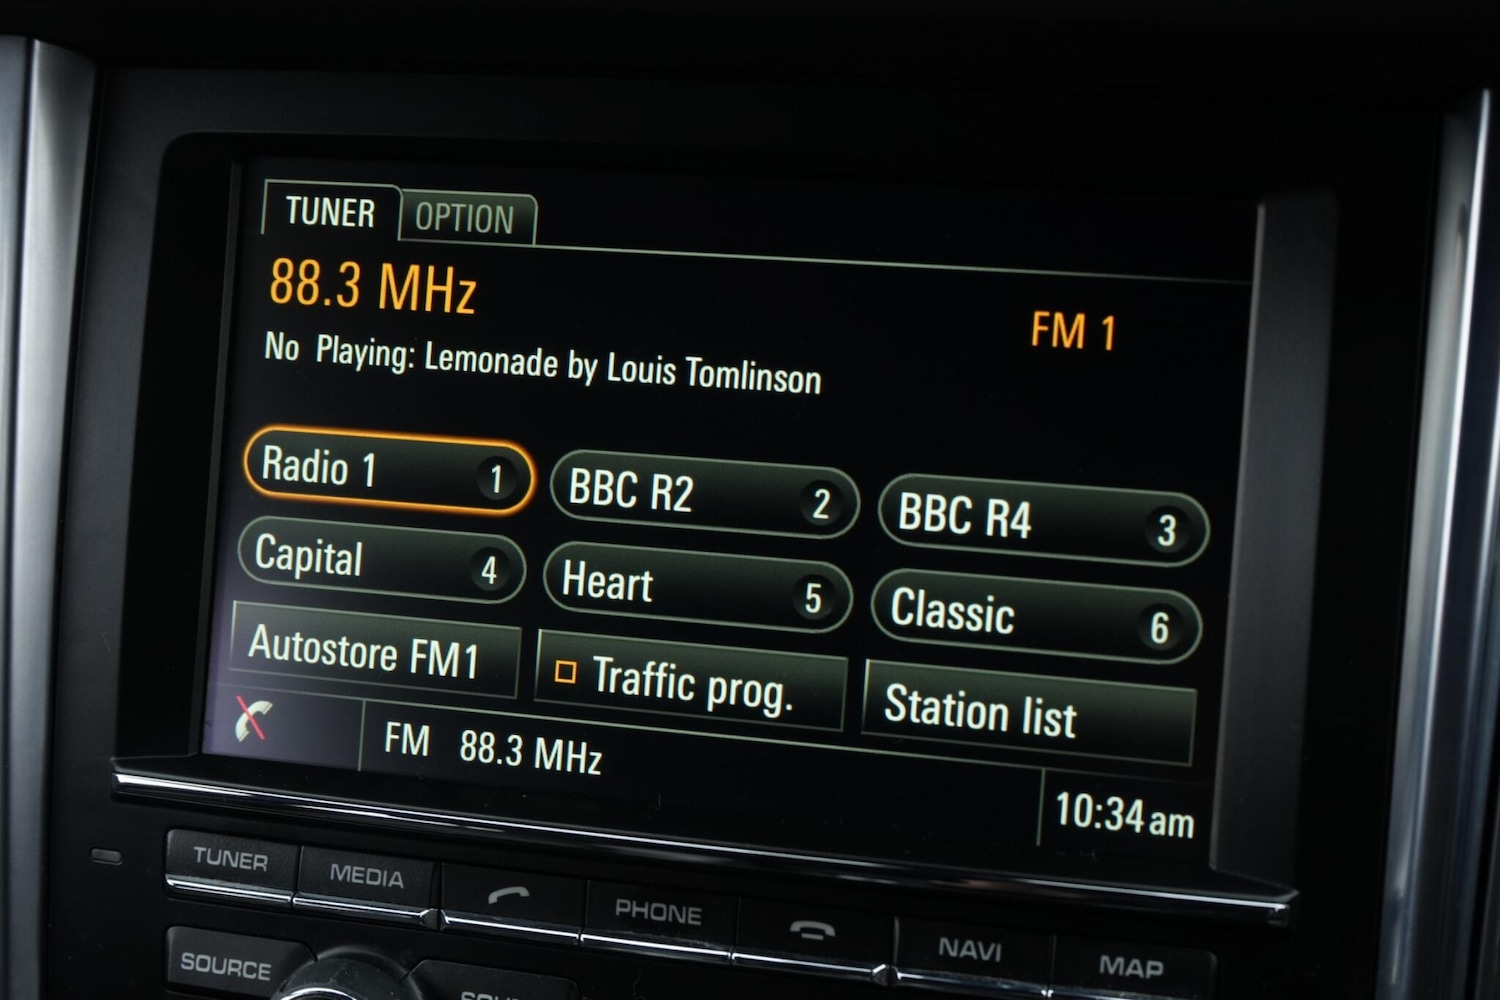 TUNER OPTION
88.3 MHz
FM 1
No Playing: Lemonade by Louis Tomlinson
Radio 1 1 BBC R2 2 BBC R4 3
Capital 4 Heart 5 Classic 6
Autostore FM1 Traffic prog. Station list
FM 88.3 MHz
10:34am
TUNER MEDIA PHONE NAVI MAP
SOURCE